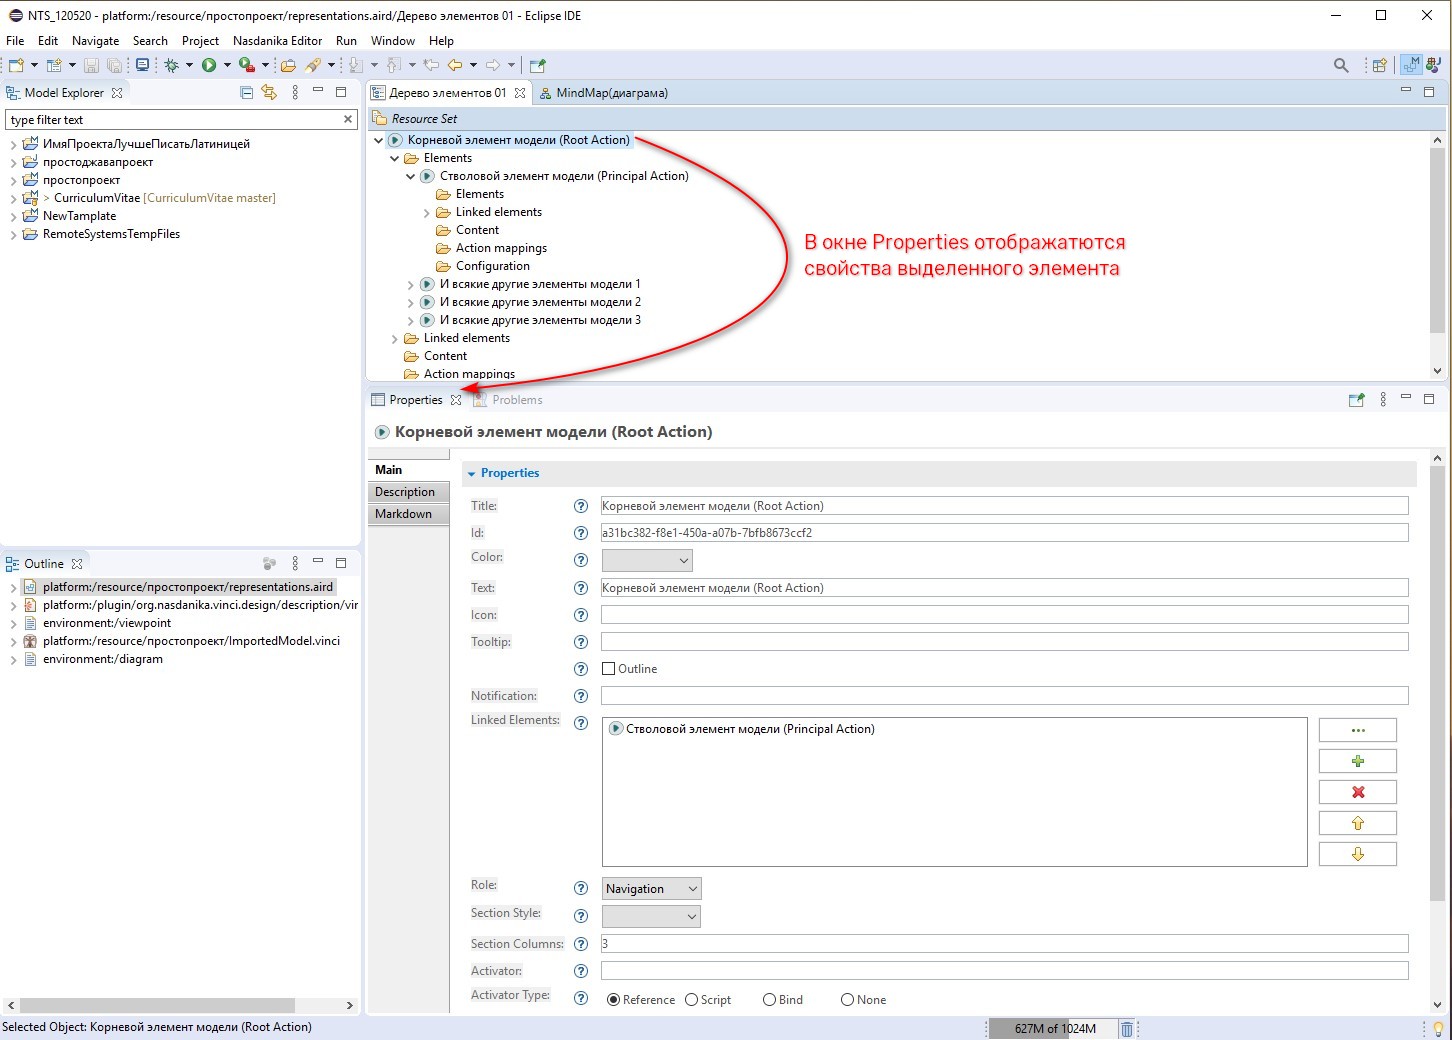 NTS_120520 - platform:/resource/простопроект/representations.aird/Дерево элементов 01 - Eclipse IDE
File Edit Navigate Search Project Nasdanika Editor Run Window Help
Model Explorer
type filter text
ИмяПроектаЛучшеПисатьЛатиницей
простоджавапроект
простопроект
> CurriculumVitae [CurriculumVitae master]
NewTamplate
RemoteSystemsTempFiles
Дерево элементов 01 MindMap(диаграма)
Resource Set
Корневой элемент модели (Root Action)
Elements
Стволовой элемент модели (Principal Action)
Elements
Linked elements
Content
Action mappings
Configuration
И всякие другие элементы модели 1
И всякие другие элементы модели 2
И всякие другие элементы модели 3
Linked elements
Content
Action mappings
В окне Properties отображатются
свойства выделенного элемента
Properties Problems
Корневой элемент модели (Root Action)
Main
Description
Markdown
Properties
Title: Корневой элемент модели (Root Action)
Id: a31bc382-f8e1-450a-a07b-7bfb8673ccf2
Color:
Text: Корневой элемент модели (Root Action)
Icon:
Tooltip:
Outline
Notification:
Linked Elements: Стволовой элемент модели (Principal Action)
Role: Navigation
Section Style:
Section Columns: 3
Activator:
Activator Type: Reference Script Bind None
Outline
platform:/resource/простопроект/representations.aird
platform:/plugin/org.nasdanika.vinci.design/description/vir
environment:/viewpoint
platform:/resource/простопроект/ImportedModel.vinci
environment:/diagram
Selected Object: Корневой элемент модели (Root Action)
627M of 1024M